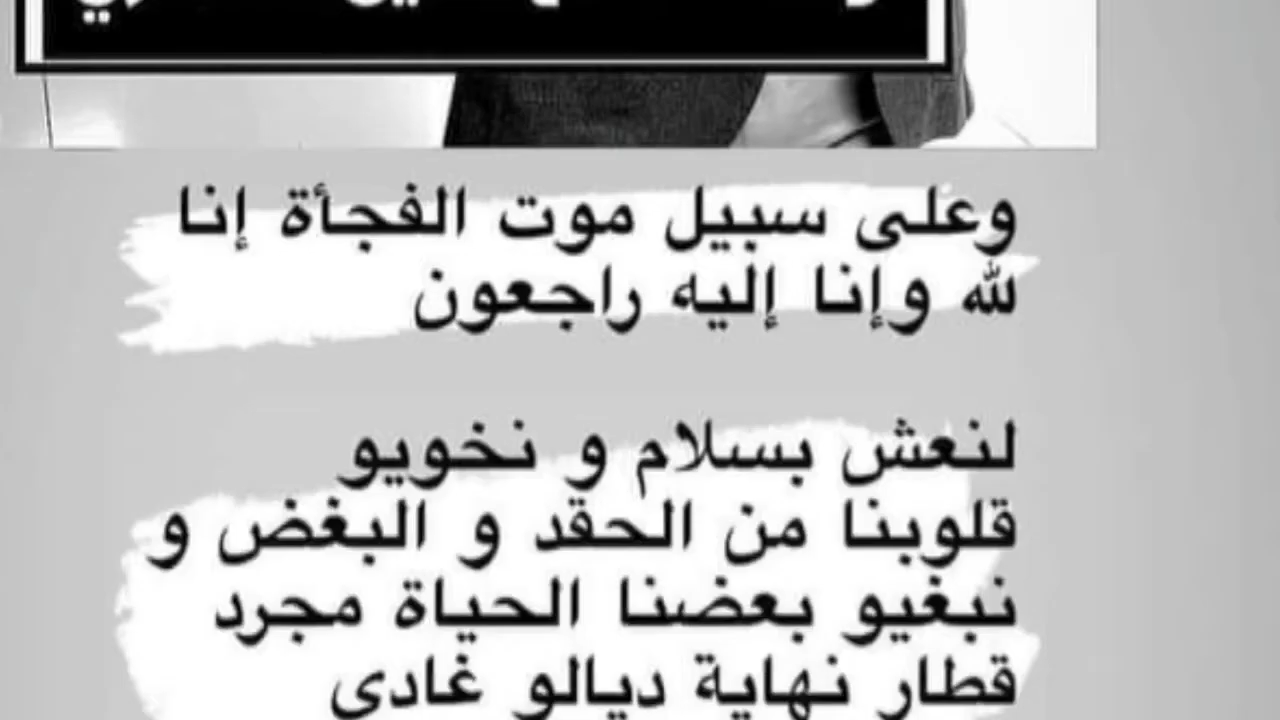 وعلى سبيل موت الفجأة إنا
لله وإنا إليه راجعون
لنعش بسلام و نخويو
قلوبنا من الحقد و البغض و
نبغيو بعضنا الحياة مجرد
قطار نهاية ديالو غادي